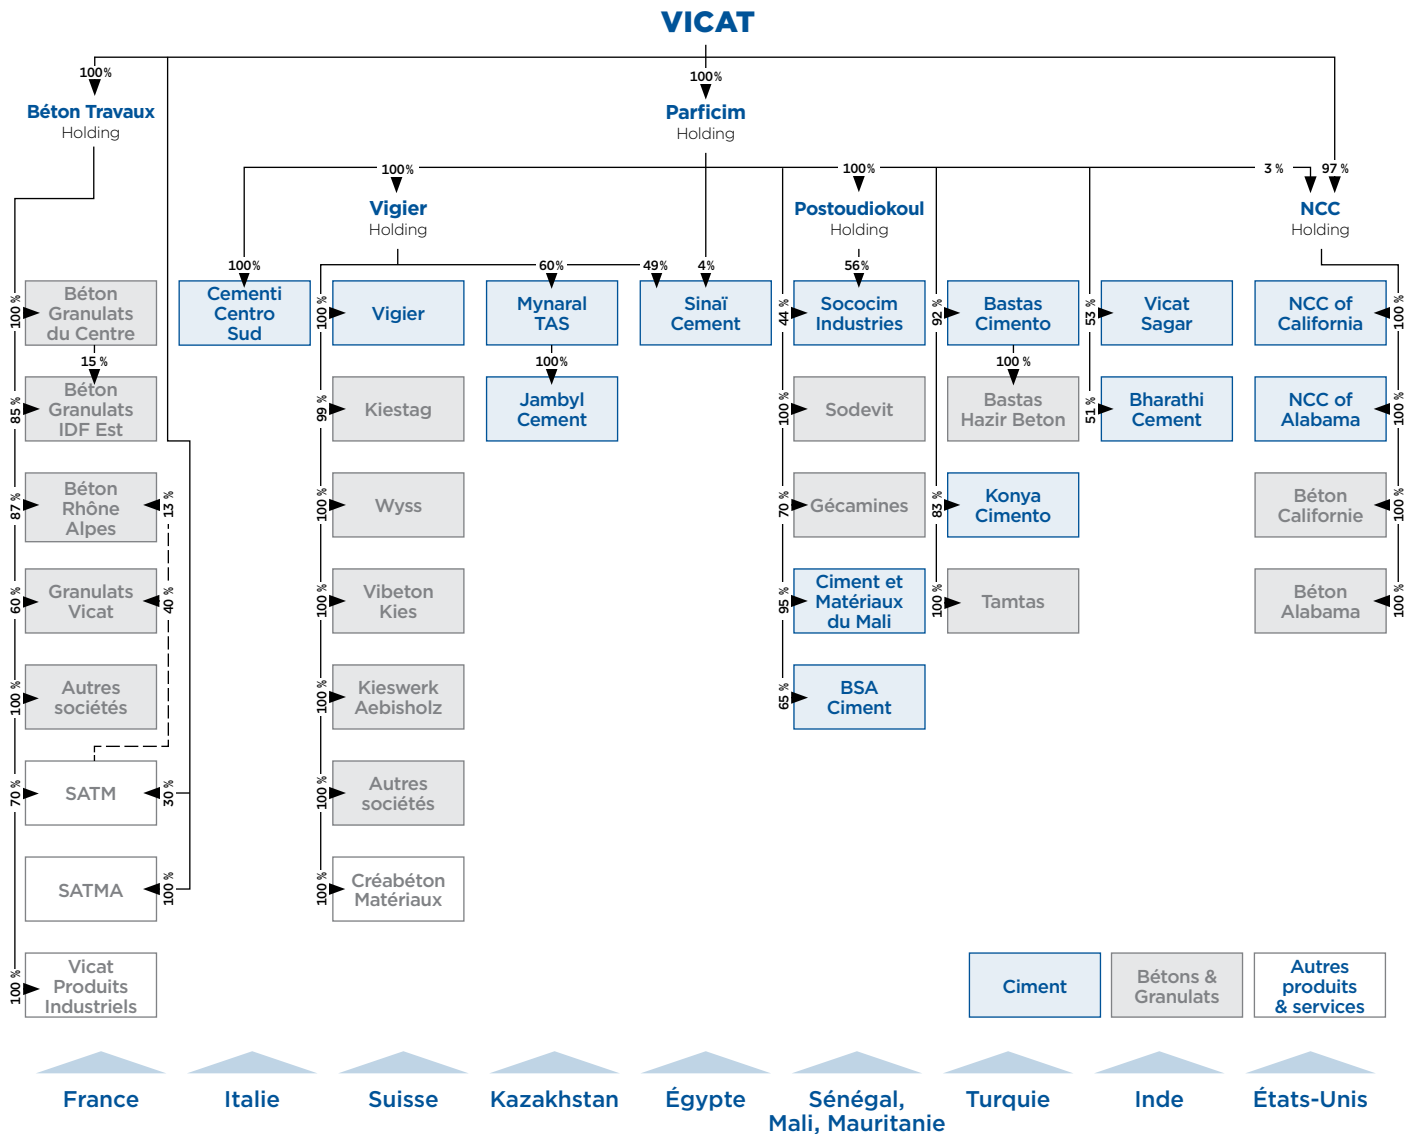 VICAT
100 %
100 %
Béton Travaux
Holding
Parficim
Holding
100 %
100 %
3 %
97 %
Vigier
Holding
Postoudiokoul
Holding
NCC
Holding
100 %
60 %
49 %
4 %
56 %
100 %
Béton
Granulats
du Centre
Cementi
Centro
Sud
100 %
Vigier
Mynaral
TAS
Sinaï
Cement
44 %
Sococim
Industries
92 %
Bastas
Cimento
53 %
Vicat
Sagar
NCC of
California
100 %
15 %
100 %
100 %
85 %
Béton
Granulats
IDF Est
99 %
Kiestag
Jambyl
Cement
100 %
Sodevit
Bastas
Hazir Beton
51 %
Bharathi
Cement
NCC of
Alabama
100 %
87 %
Béton
Rhône
Alpes
13 %
100 %
Wyss
70 %
Gécamines
83 %
Konya
Cimento
Béton
Californie
100 %
60 %
Granulats
Vicat
40 %
100 %
Vibeton
Kies
95 %
Ciment et
Matériaux
du Mali
100 %
Tamtas
Béton
Alabama
100 %
100 %
Autres
sociétés
100 %
Kieswerk
Aebisholz
65 %
BSA
Ciment
70 %
SATM
30 %
100 %
Autres
sociétés
SATMA
100 %
100 %
Créabéton
Matériaux
100 %
Vicat
Produits
Industriels
Ciment
Bétons &
Granulats
Autres
produits
& services
France
Italie
Suisse
Kazakhstan
Égypte
Sénégal,
Mali, Mauritanie
Turquie
Inde
États-Unis